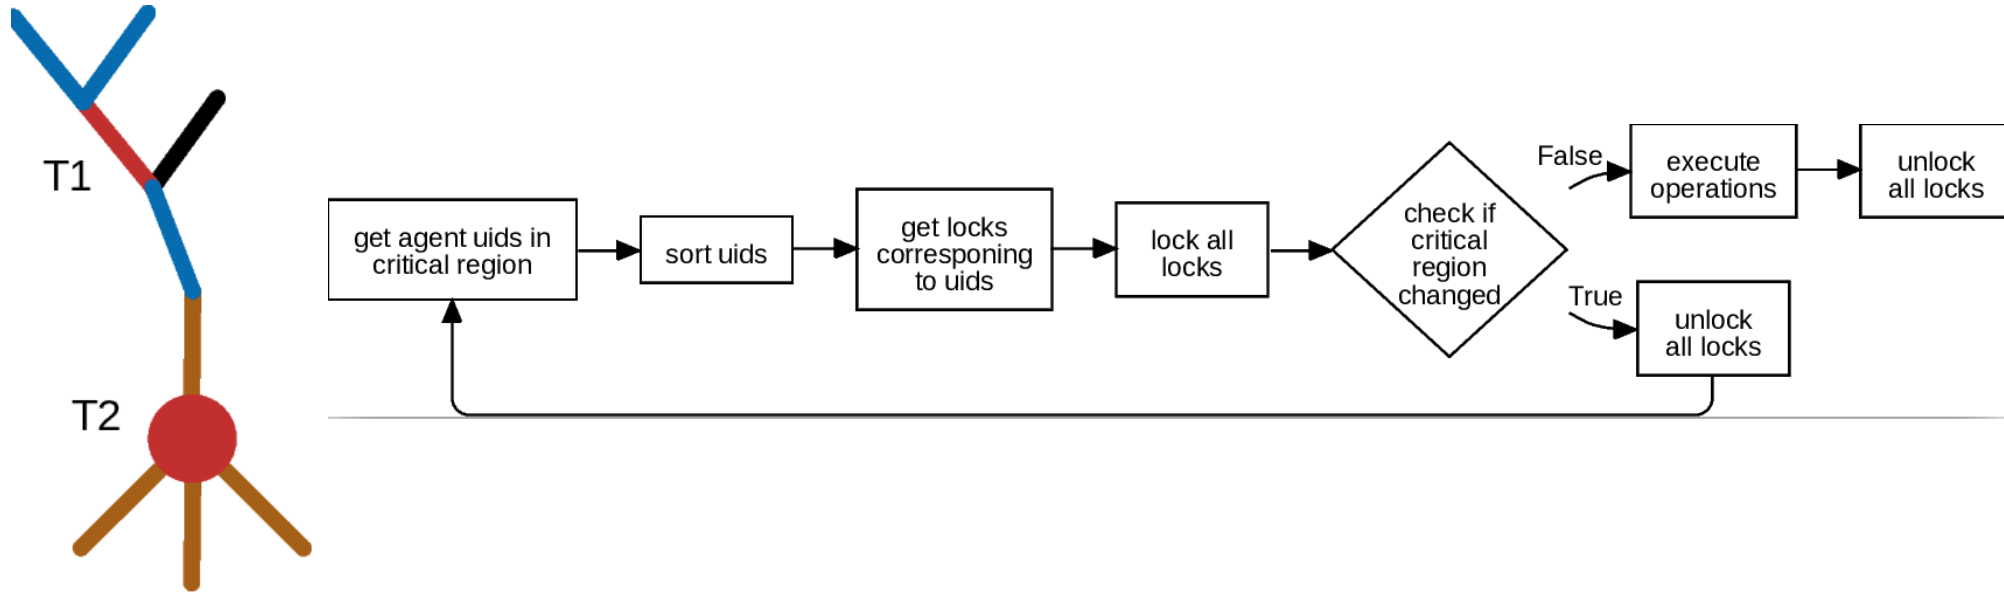 T1
T2
get agent uids in
critical region
sort uids
get locks
corresponing
to uids
lock all
locks
check if
critical
region
changed
False
execute
operations
unlock
all locks
True
unlock
all locks